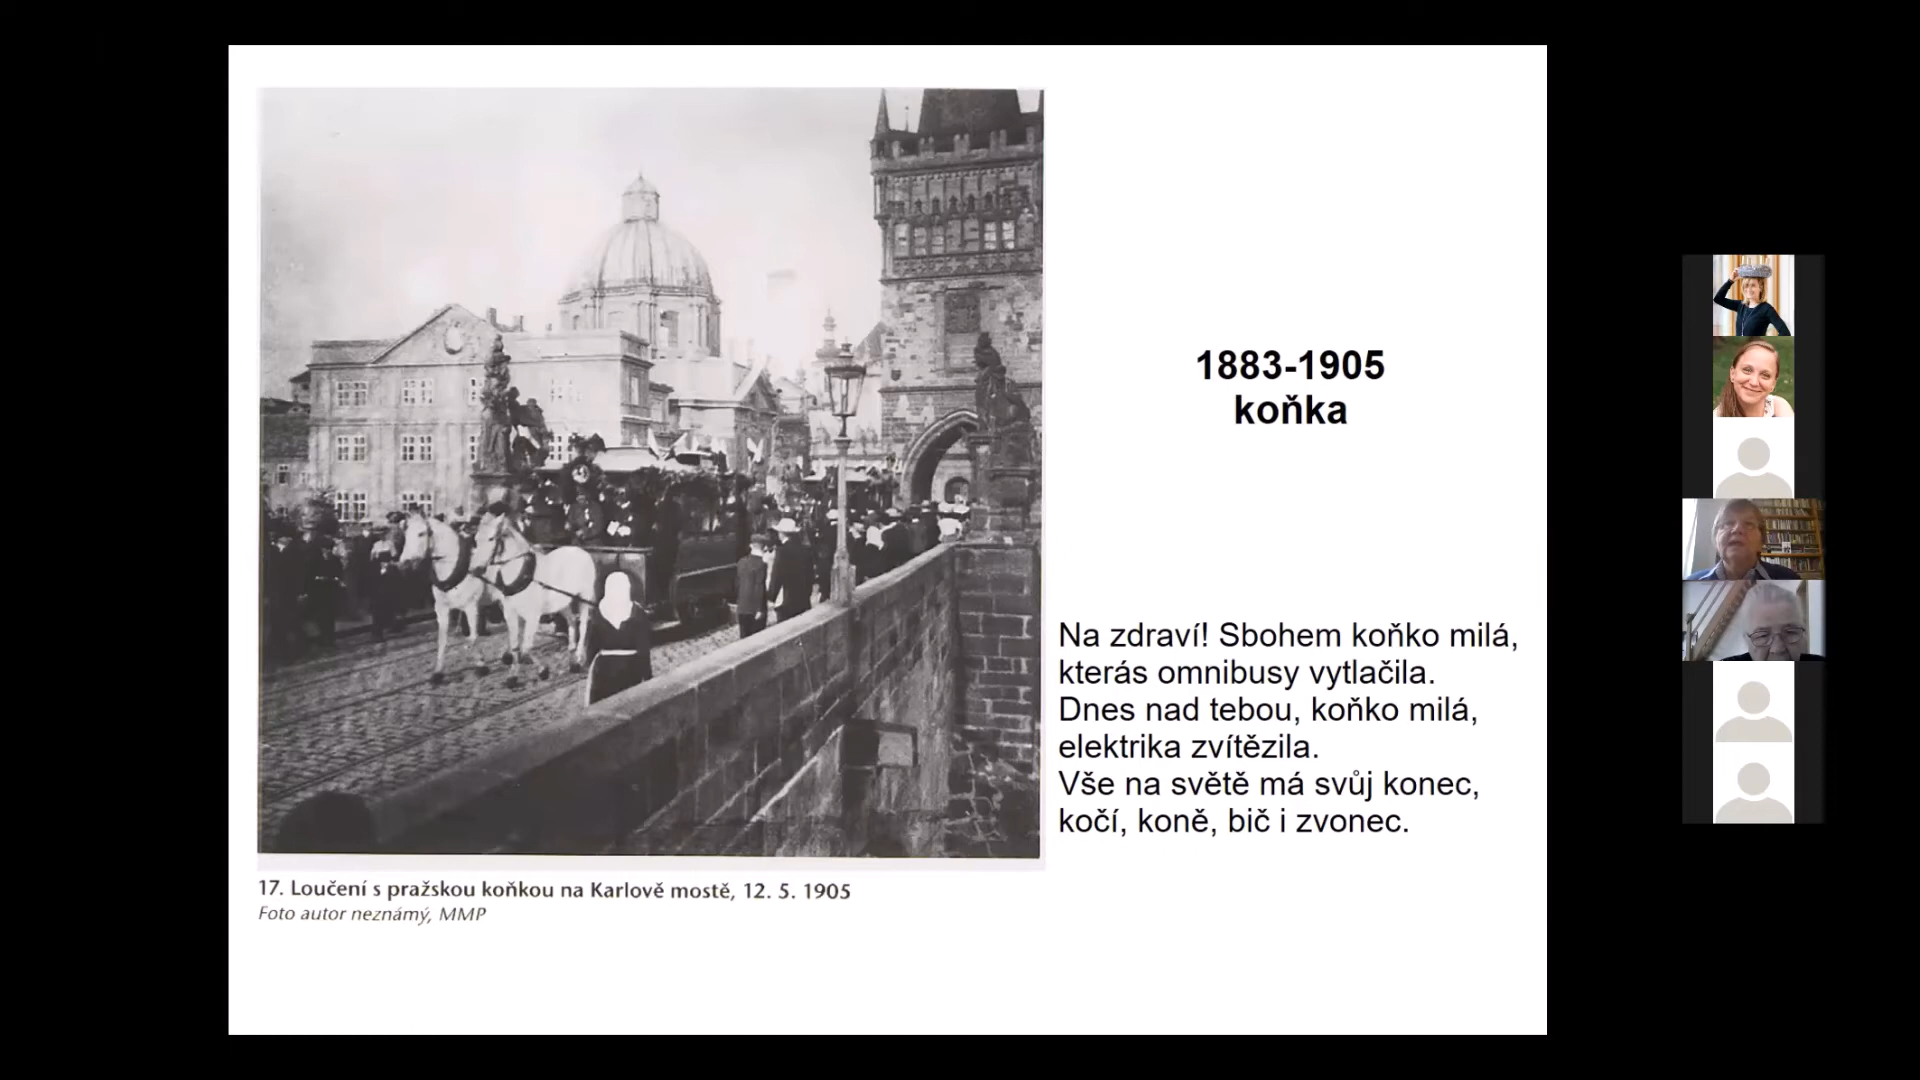 1883-1905
koňka
Na zdraví! Sbohem koňko milá,
kterás omnibusy vytlačila.
Dnes nad tebou, koňko milá,
elektrika zvítězila.
Vše na světě má svůj konec,
kočí, koně, bič i zvonec.
17. Loučení s pražskou koňkou na Karlově mostě, 12. 5. 1905
Foto autor neznámý, MMP